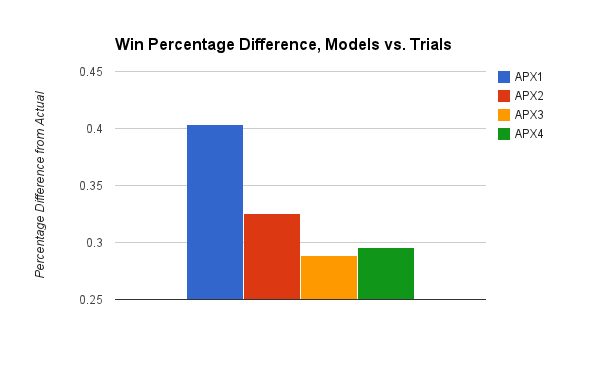 Win Percentage Difference, Models vs. Trials
Percentage Difference from Actual
0.45
0.4
0.35
0.3
0.25
APX1
APX2
APX3
APX4